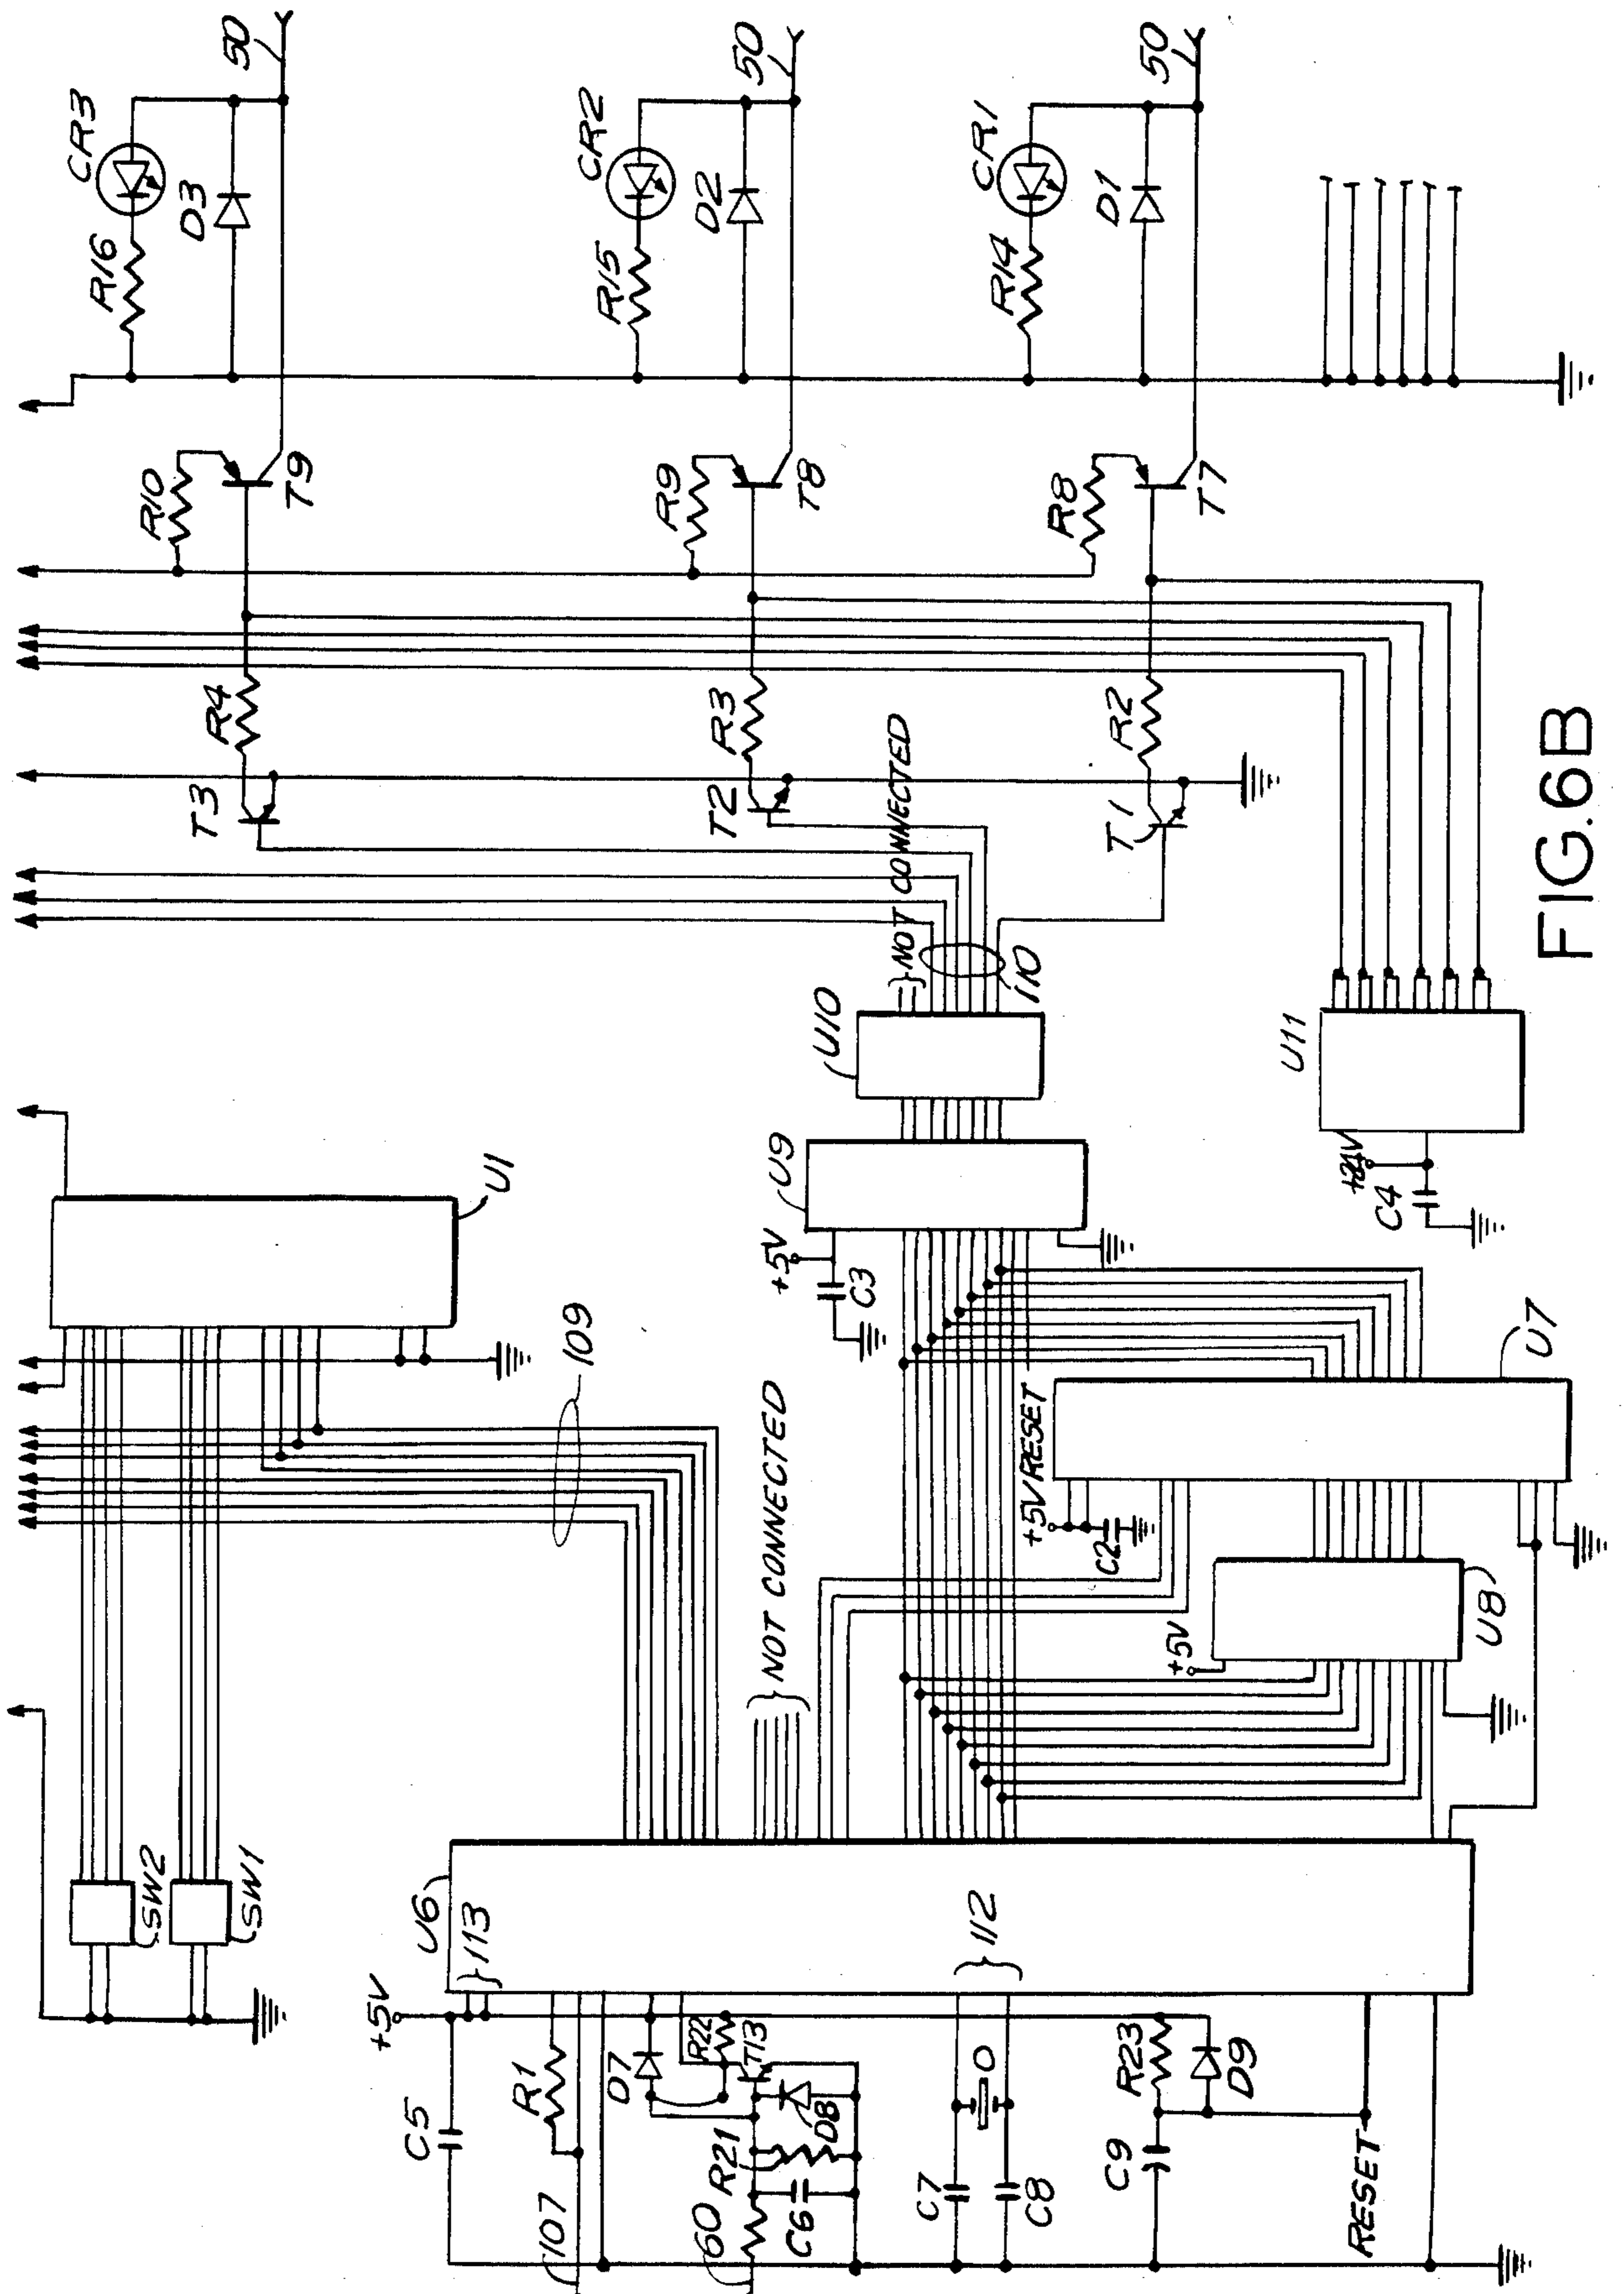 CR3
50
R16
D3
R10
T9
R4
T3
CR2
50
R15
D2
R9
T8
R3
T2
CR1
50
R14
D1
R8
T7
R2
T1
NOT CONNECTED
110
U10
U11
+24V
C4
U1
109
U9
+5V
C3
NOT CONNECTED
+5V RESET
C2
U7
U8
+5V
SW2
SW1
U6
113
112
+5V
C5
R1
107
D7
R22
T13
D8
R21
C6
60
O
C7
C8
R23
D9
C9
RESET
FIG.6B